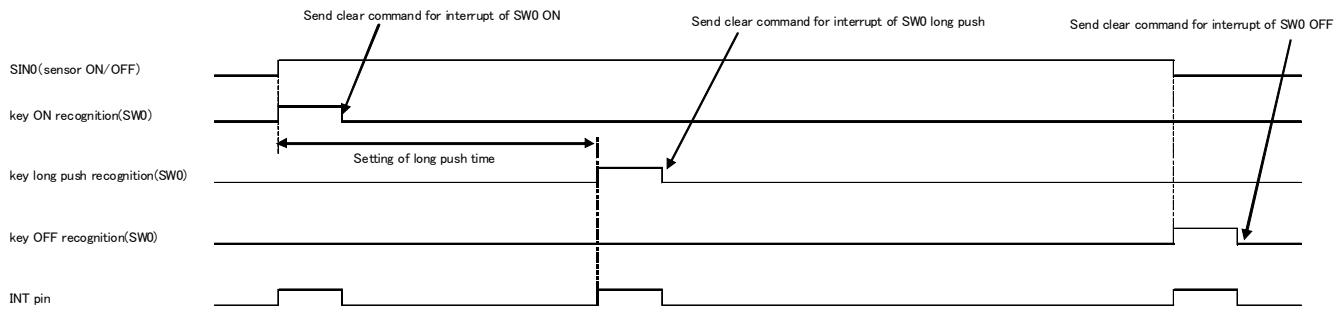 Send clear command for interrupt of SW0 ON
Send clear command for interrupt of SW0 long push
Send clear command for interrupt of SW0 OFF
SIN0(sensor ON/OFF)
key ON recognition(SW0)
Setting of long push time
key long push recognition(SW0)
key OFF recognition(SW0)
INT pin